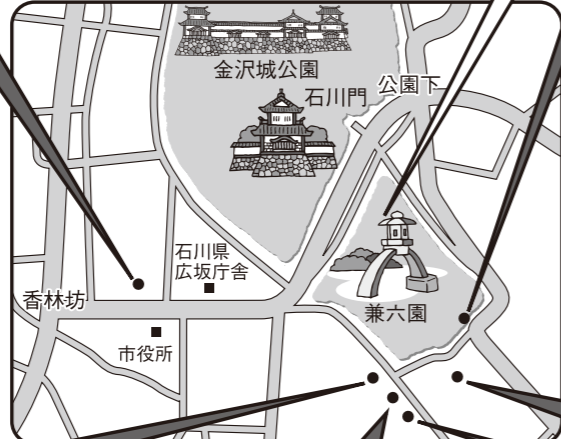 金沢城公園
石川門
公園下
石川県
広坂庁舎
香林坊
市役所
兼六園